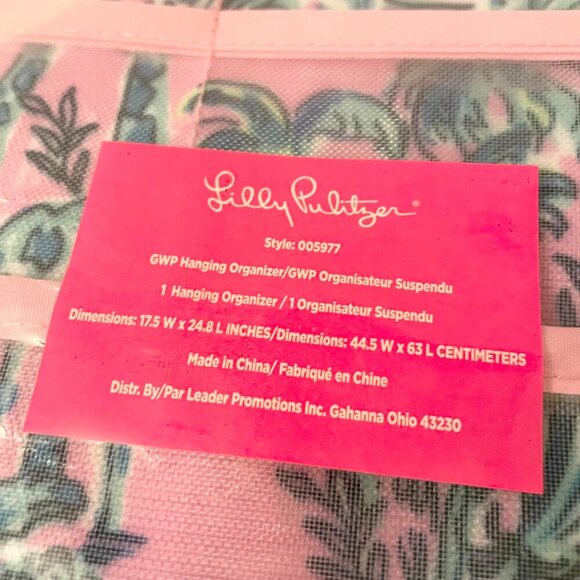 Lilly Pulitzer®
Style: 005977
GWP Hanging Organizer/GWP Organisateur Suspendu
1 Hanging Organizer / 1 Organisateur Suspendu
Dimensions: 17.5 W x 24.8 L INCHES/Dimensions: 44.5 W x 63 L CENTIMETERS
Made in China/ Fabriqué en Chine
Distr. By/Par Leader Promotions Inc. Gahanna Ohio 43230